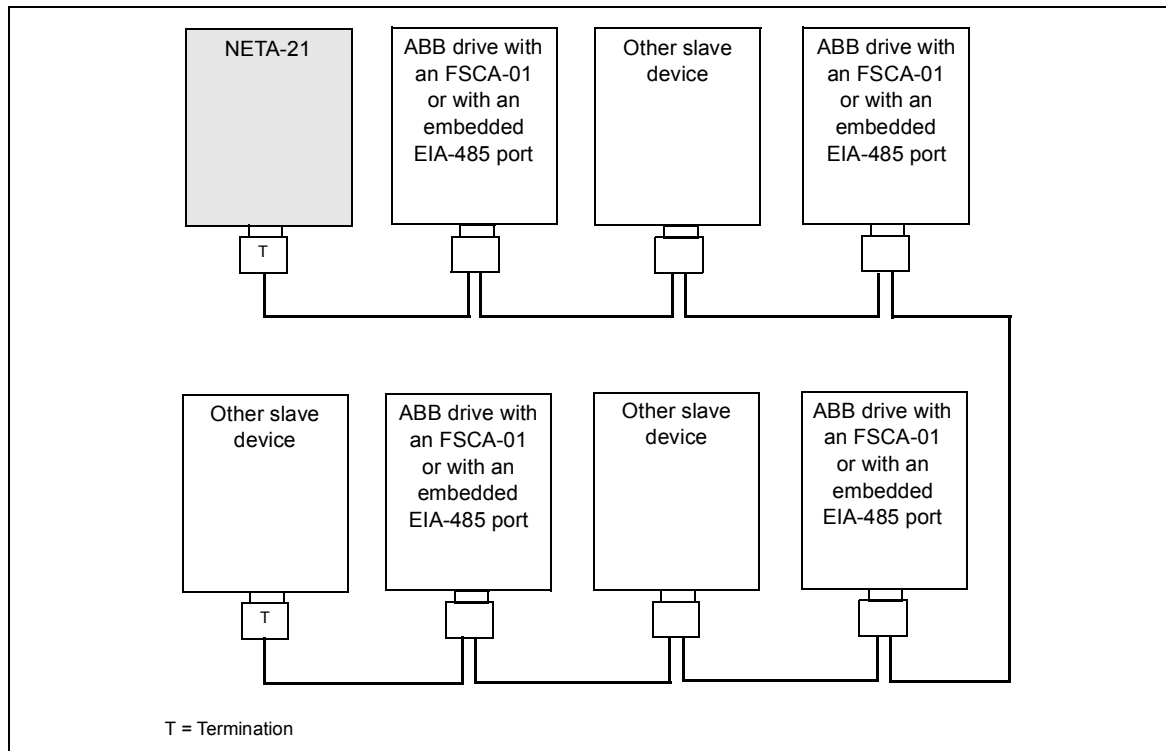 NETA-21
ABB drive with
an FSCA-01
or with an
embedded
EIA-485 port
Other slave
device
ABB drive with
an FSCA-01
or with an
embedded
EIA-485 port
T
Other slave
device
ABB drive with
an FSCA-01
or with an
embedded
EIA-485 port
Other slave
device
ABB drive with
an FSCA-01
or with an
embedded
EIA-485 port
T
T = Termination